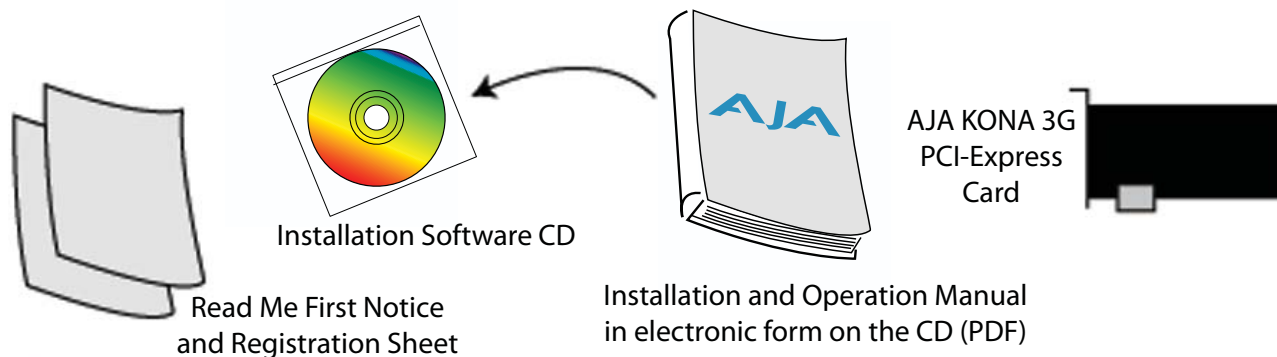 AJA
AJA KONA 3G
PCI-Express
Card
Installation Software CD
Read Me First Notice
and Registration Sheet
Installation and Operation Manual
in electronic form on the CD (PDF)